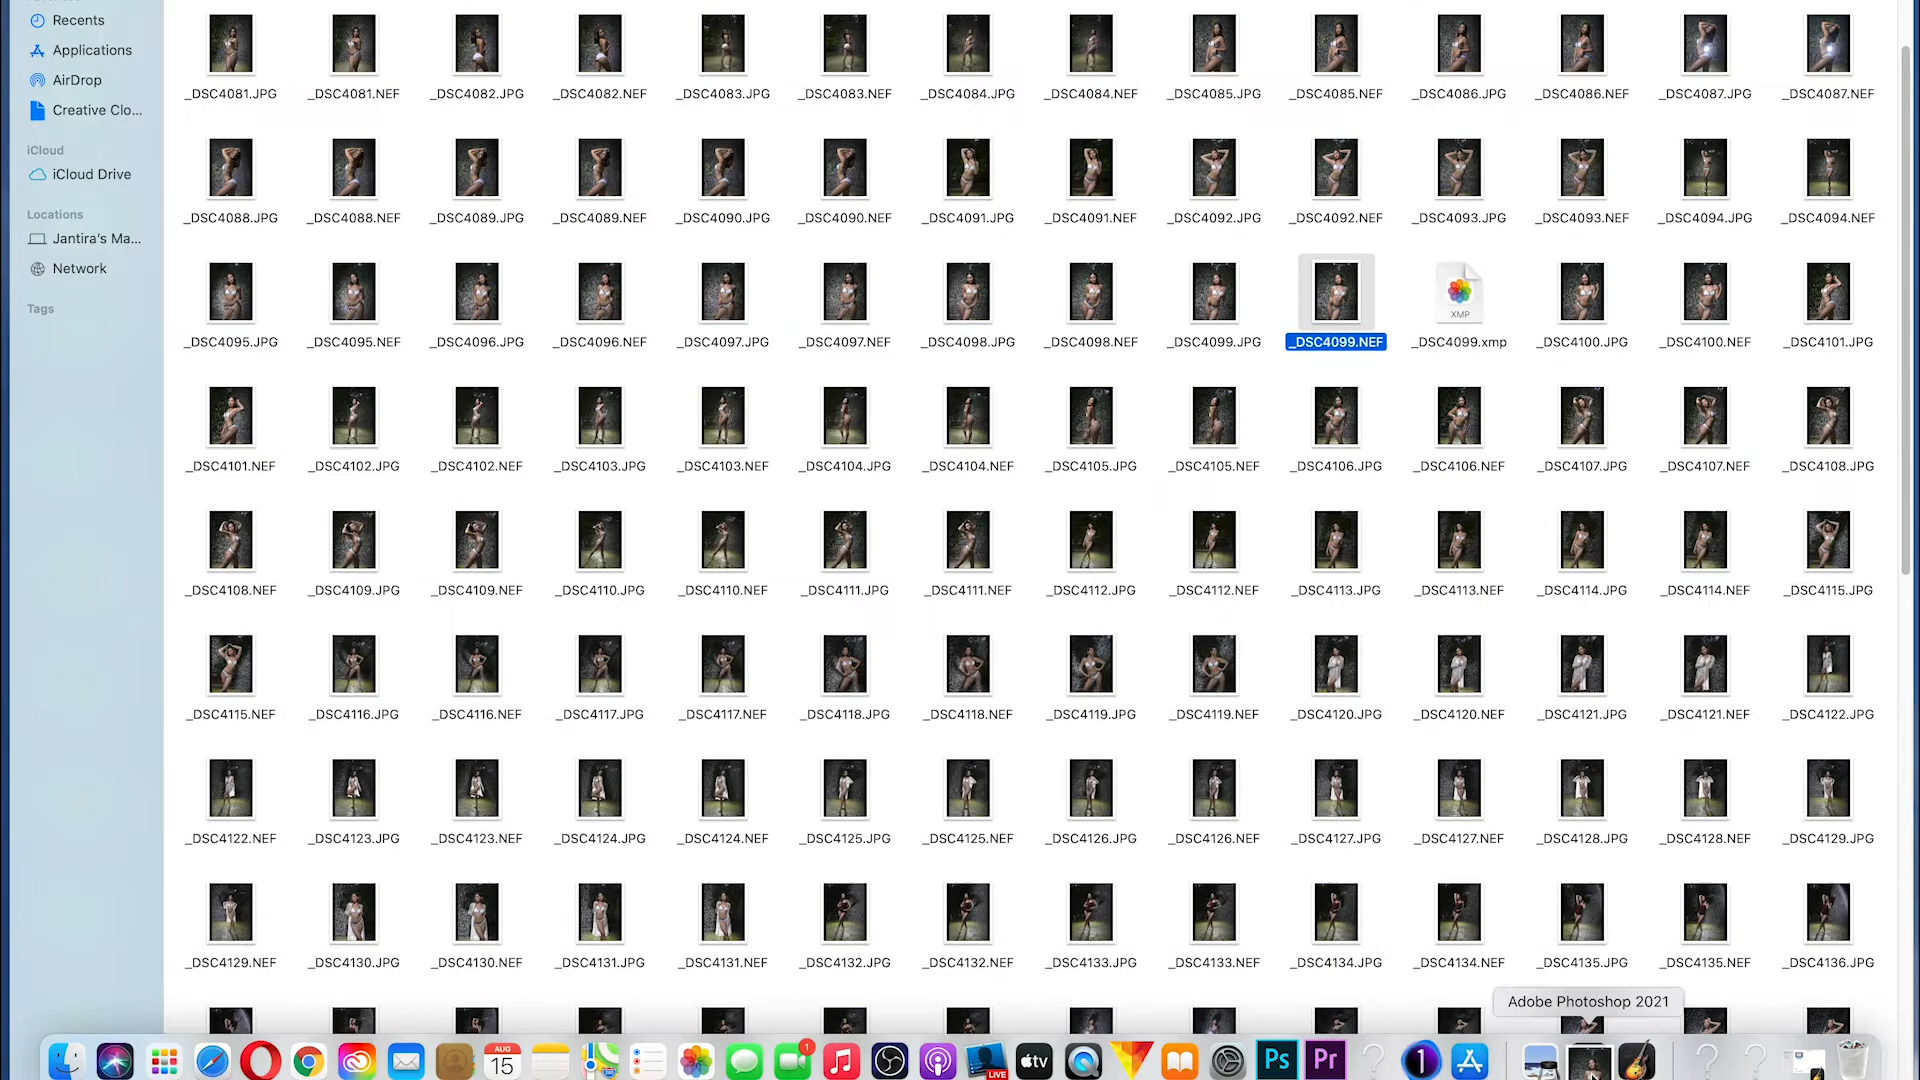 Recents
Applications
AirDrop
Creative Clo...
iCloud
iCloud Drive
Locations
Jantira's Ma...
Network
Tags
_DSC4081.JPG _DSC4081.NEF _DSC4082.JPG _DSC4082.NEF _DSC4083.JPG _DSC4083.NEF _DSC4084.JPG _DSC4084.NEF _DSC4085.JPG _DSC4085.NEF _DSC4086.JPG _DSC4086.NEF _DSC4087.JPG _DSC4087.NEF
_DSC4088.JPG _DSC4088.NEF _DSC4089.JPG _DSC4089.NEF _DSC4090.JPG _DSC4090.NEF _DSC4091.JPG _DSC4091.NEF _DSC4092.JPG _DSC4092.NEF _DSC4093.JPG _DSC4093.NEF _DSC4094.JPG _DSC4094.NEF
XMP
_DSC4095.JPG _DSC4095.NEF _DSC4096.JPG _DSC4096.NEF _DSC4097.JPG _DSC4097.NEF _DSC4098.JPG _DSC4098.NEF _DSC4099.JPG _DSC4099.NEF _DSC4099.xmp _DSC4100.JPG _DSC4100.NEF _DSC4101.JPG
_DSC4101.NEF _DSC4102.JPG _DSC4102.NEF _DSC4103.JPG _DSC4103.NEF _DSC4104.JPG _DSC4104.NEF _DSC4105.JPG _DSC4105.NEF _DSC4106.JPG _DSC4106.NEF _DSC4107.JPG _DSC4107.NEF _DSC4108.JPG
_DSC4108.NEF _DSC4109.JPG _DSC4109.NEF _DSC4110.JPG _DSC4110.NEF _DSC4111.JPG _DSC4111.NEF _DSC4112.JPG _DSC4112.NEF _DSC4113.JPG _DSC4113.NEF _DSC4114.JPG _DSC4114.NEF _DSC4115.JPG
_DSC4115.NEF _DSC4116.JPG _DSC4116.NEF _DSC4117.JPG _DSC4117.NEF _DSC4118.JPG _DSC4118.NEF _DSC4119.JPG _DSC4119.NEF _DSC4120.JPG _DSC4120.NEF _DSC4121.JPG _DSC4121.NEF _DSC4122.JPG
_DSC4122.NEF _DSC4123.JPG _DSC4123.NEF _DSC4124.JPG _DSC4124.NEF _DSC4125.JPG _DSC4125.NEF _DSC4126.JPG _DSC4126.NEF _DSC4127.JPG _DSC4127.NEF _DSC4128.JPG _DSC4128.NEF _DSC4129.JPG
_DSC4129.NEF _DSC4130.JPG _DSC4130.NEF _DSC4131.JPG _DSC4131.NEF _DSC4132.JPG _DSC4132.NEF _DSC4133.JPG _DSC4133.NEF _DSC4134.JPG _DSC4134.NEF _DSC4135.JPG _DSC4135.NEF _DSC4136.JPG
Adobe Photoshop 2021
AUG
15
1
LIVE
tv
Ps
Pr
1